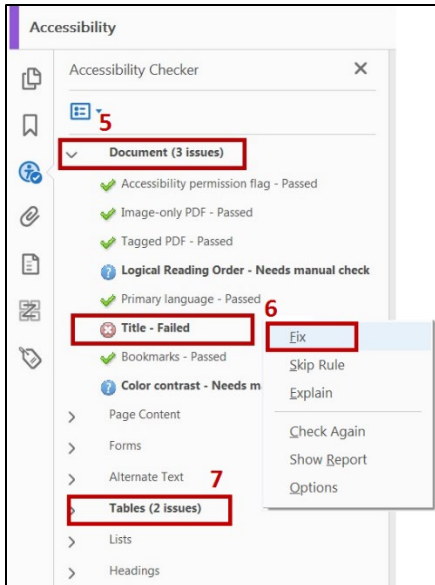 Accessibility
Accessibility Checker
5
Document (3 issues)
Accessibility permission flag - Passed
Image-only PDF - Passed
Tagged PDF - Passed
Logical Reading Order - Needs manual check
Primary language - Passed
6
Title - Failed
Fix
Bookmarks - Passed
Skip Rule
Color contrast - Needs m
Explain
Page Content
Check Again
Forms
Show Report
Alternate Text
7
Options
Tables (2 issues)
Lists
Headings